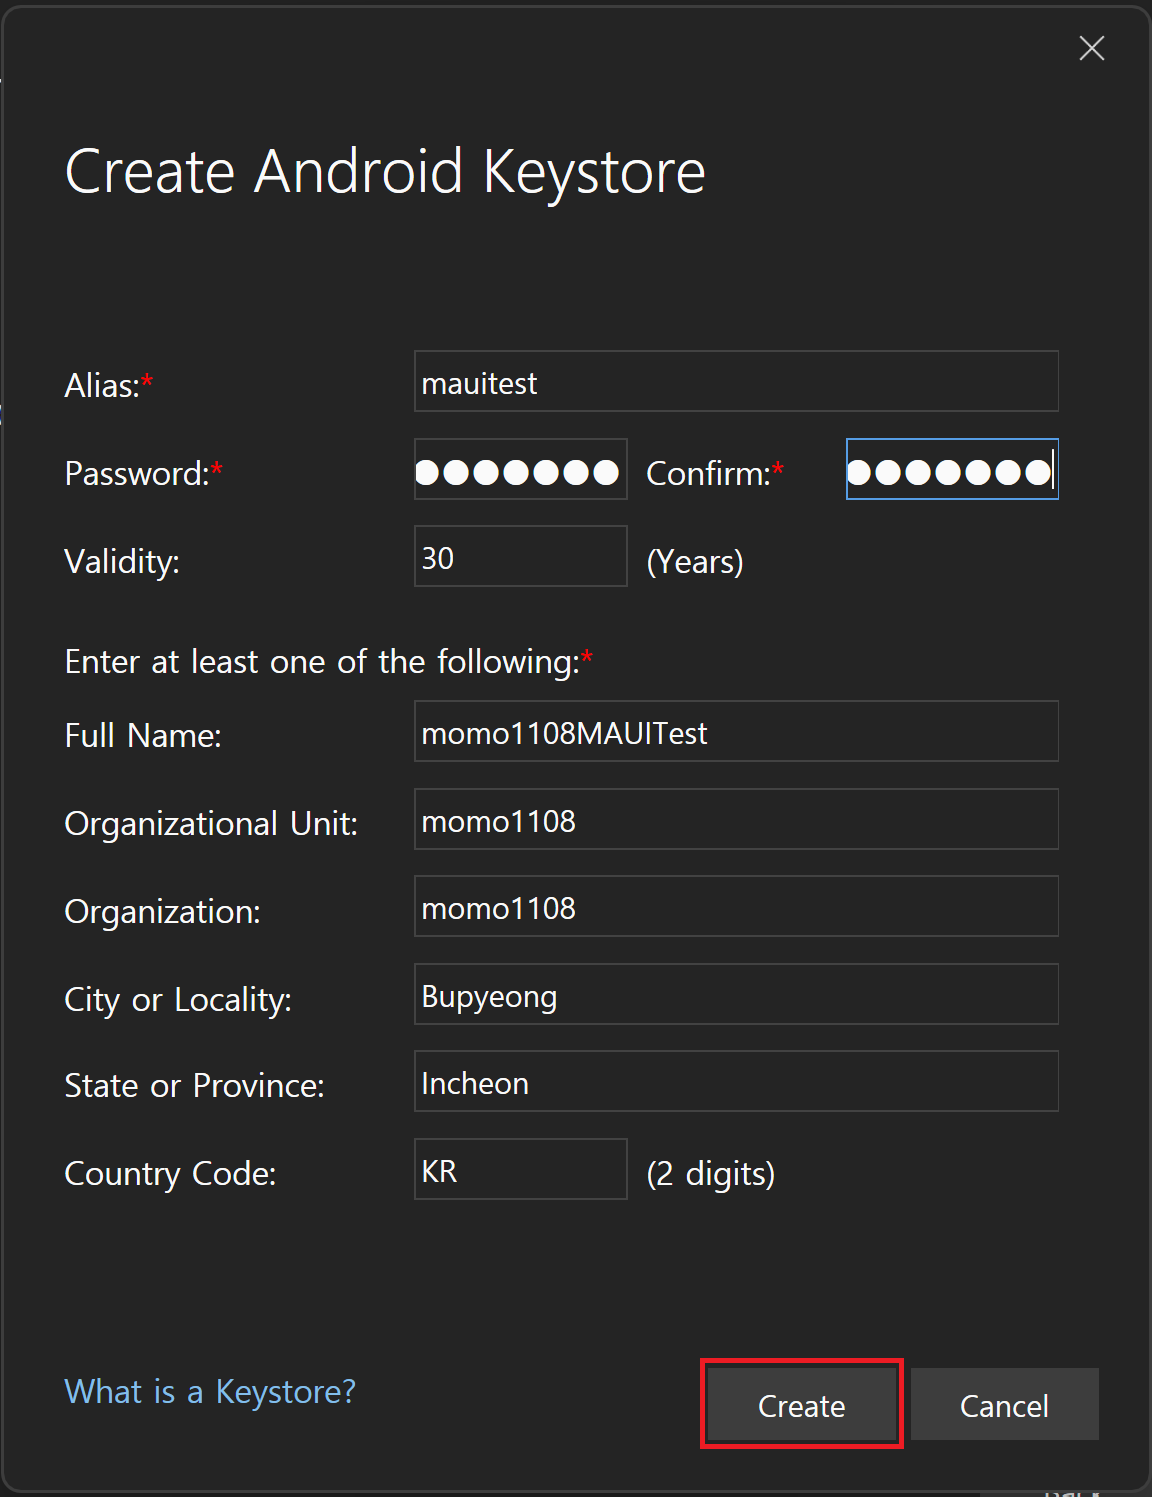 Create Android Keystore
Alias:* mauitest
Password:* ●●●●●●● Confirm:* ●●●●●●●
Validity: 30 (Years)
Enter at least one of the following:*
Full Name: momo1108MAUITest
Organizational Unit: momo1108
Organization: momo1108
City or Locality: Bupyeong
State or Province: Incheon
Country Code: KR (2 digits)
What is a Keystore? Create Cancel